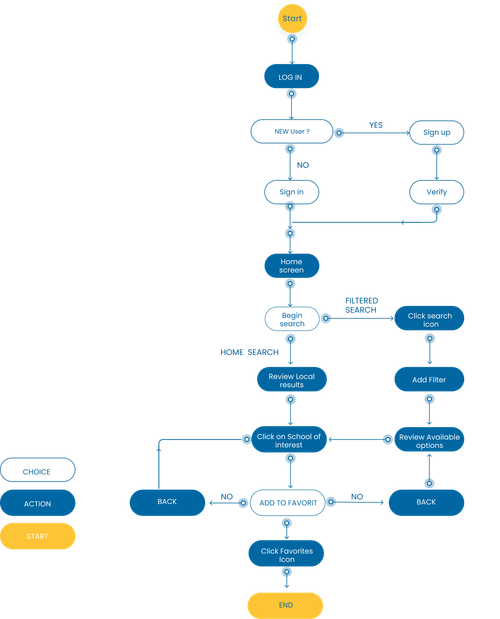 Start
LOG IN
NEW User ?
YES
Sign up
NO
Sign in
Verify
Home
screen
Begin
search
FILTERED
SEARCH
Click search
icon
HOME SEARCH
Review Local
results
Add Filter
Click on School of
interest
Review Available
options
CHOICE
ACTION
START
BACK
NO
ADD TO FAVORIT
NO
BACK
Click Favorites
Icon
END